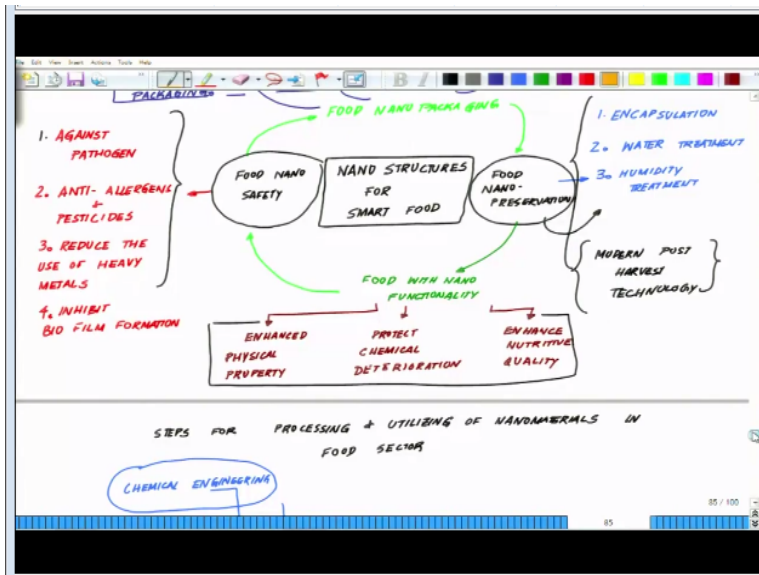 File Edit View Insert Actions Tools Help
PACKAGING
FOOD NANO PACKAGING
1. AGAINST
PATHOGEN
2. ANTI-ALLERGENS
&
PESTICIDES
3. REDUCE THE
USE OF HEAVY
METALS
4. INHIBIT
BIO FILM FORMATION
FOOD NANO
SAFETY
NANO STRUCTURES
FOR
SMART FOOD
FOOD
NANO-
PRESERVATION
1. ENCAPSULATION
2. WATER TREATMENT
3. HUMIDITY
TREATMENT
MODERN POST
HARVEST
TECHNOLOGY
FOOD WITH NANO
FUNCTIONALITY
ENHANCED
PHYSICAL
PROPERTY
PROTECT
CHEMICAL
DETERIORATION
ENHANCE
NUTRITIVE
QUALITY
STEPS FOR PROCESSING & UTILIZING OF NANOMATERIALS IN
FOOD SECTOR
CHEMICAL ENGINEERING
85 / 100
85